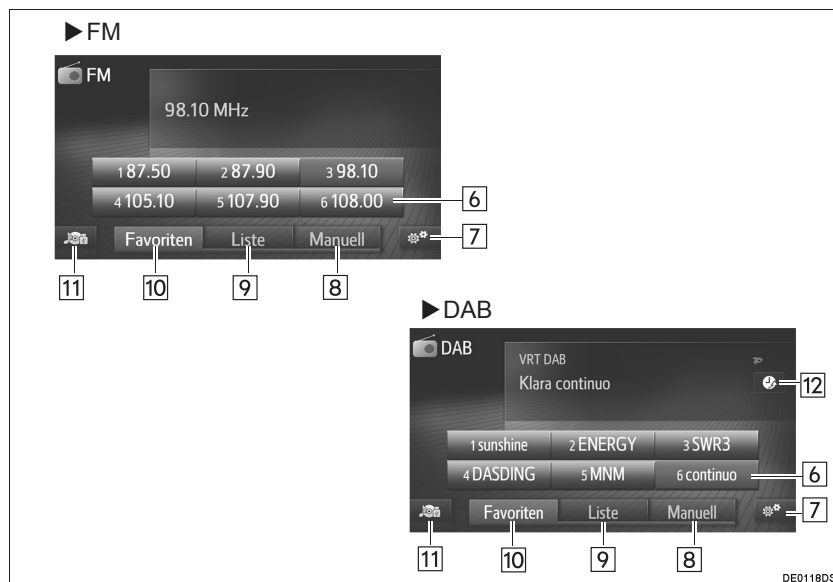 ▶FM
FM
98.10 MHz
1 87.50 2 87.90 3 98.10
4 105.10 5 107.90 6 108.00 6
Favoriten Liste Manuell 7
11 10 9 8
▶DAB
DAB
VRT DAB
Klara continuo 12
1 sunshine 2 ENERGY 3 SWR3
4 DASDING 5 MNM 6 continuo 6
Favoriten Liste Manuell 7
11 10 9 8
DE0118DS